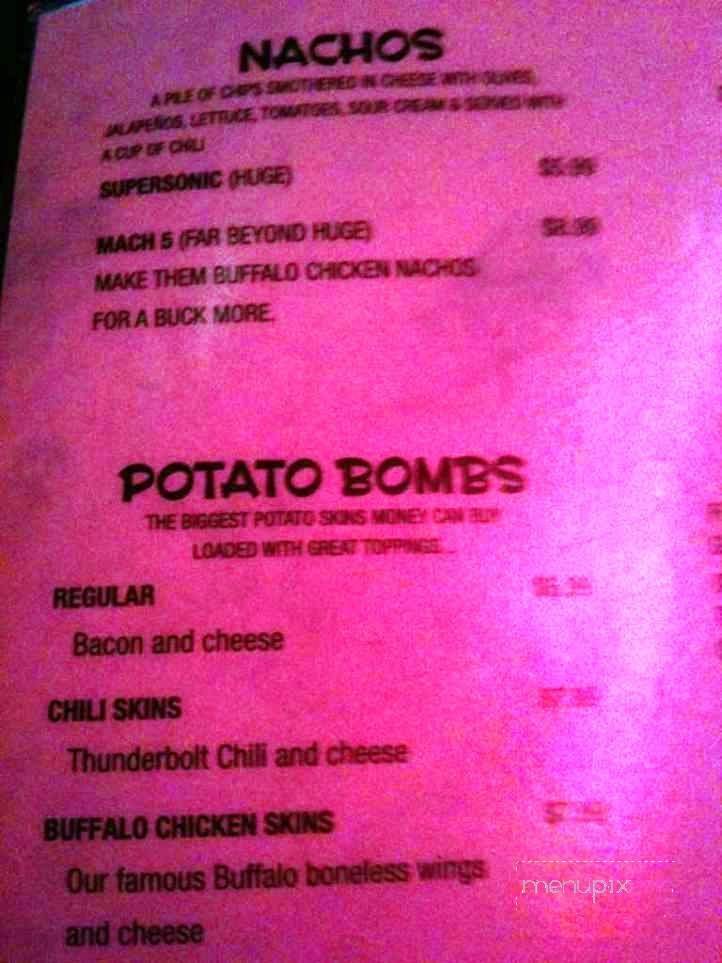 NACHOS
A PILE OF CHIPS SMOTHERED IN CHEESE WITH OLIVES,
JALAPEÑOS, LETTUCE, TOMATOES, SOUR CREAM & SERVED WITH
A CUP OF CHILI
SUPERSONIC (HUGE)
MACH 5 (FAR BEYOND HUGE)
MAKE THEM BUFFALO CHICKEN NACHOS
FOR A BUCK MORE.
POTATO BOMBS
THE BIGGEST POTATO SKINS MONEY CAN BUY
LOADED WITH GREAT TOPPINGS...
REGULAR
Bacon and cheese
CHILI SKINS
Thunderbolt Chili and cheese
BUFFALO CHICKEN SKINS
Our famous Buffalo boneless wings
and cheese
menupix